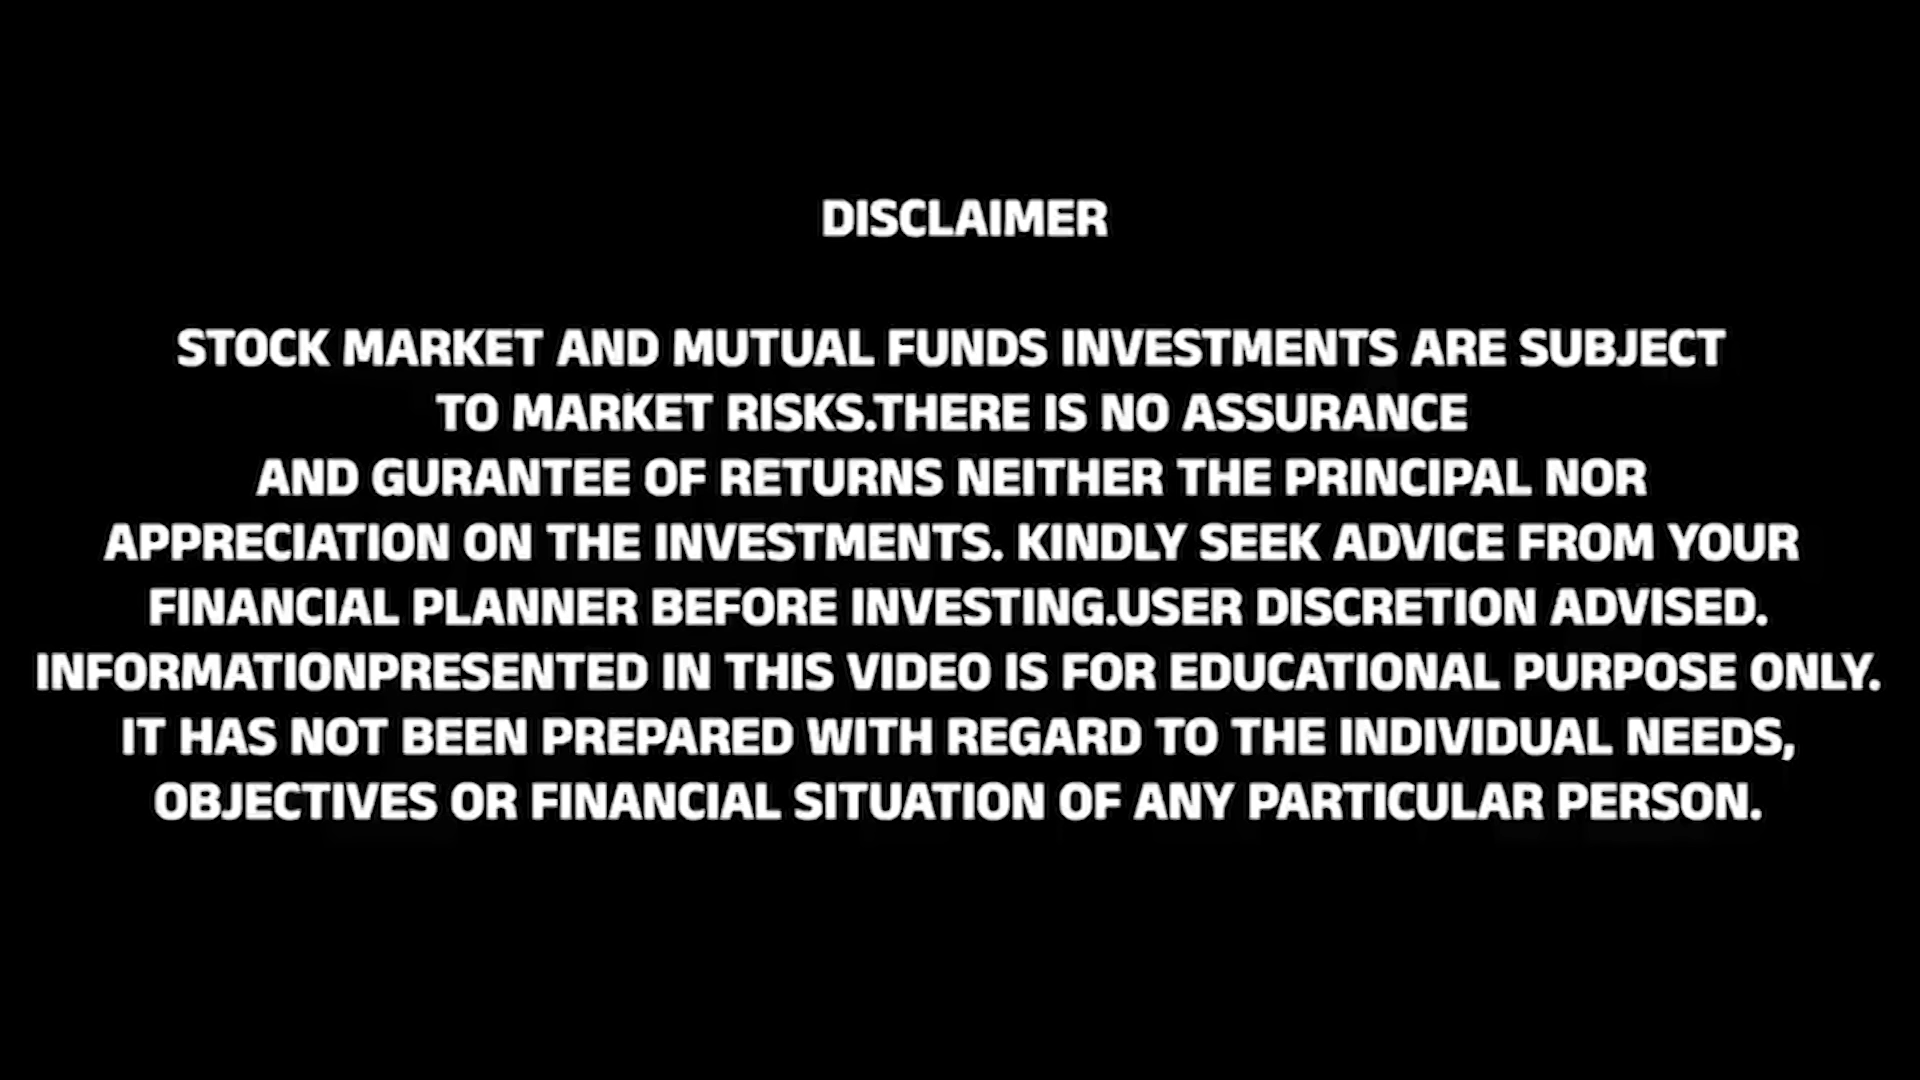 DISCLAIMER
STOCK MARKET AND MUTUAL FUNDS INVESTMENTS ARE SUBJECT
TO MARKET RISKS.THERE IS NO ASSURANCE
AND GURANTEE OF RETURNS NEITHER THE PRINCIPAL NOR
APPRECIATION ON THE INVESTMENTS. KINDLY SEEK ADVICE FROM YOUR
FINANCIAL PLANNER BEFORE INVESTING.USER DISCRETION ADVISED.
INFORMATIONPRESENTED IN THIS VIDEO IS FOR EDUCATIONAL PURPOSE ONLY.
IT HAS NOT BEEN PREPARED WITH REGARD TO THE INDIVIDUAL NEEDS,
OBJECTIVES OR FINANCIAL SITUATION OF ANY PARTICULAR PERSON.